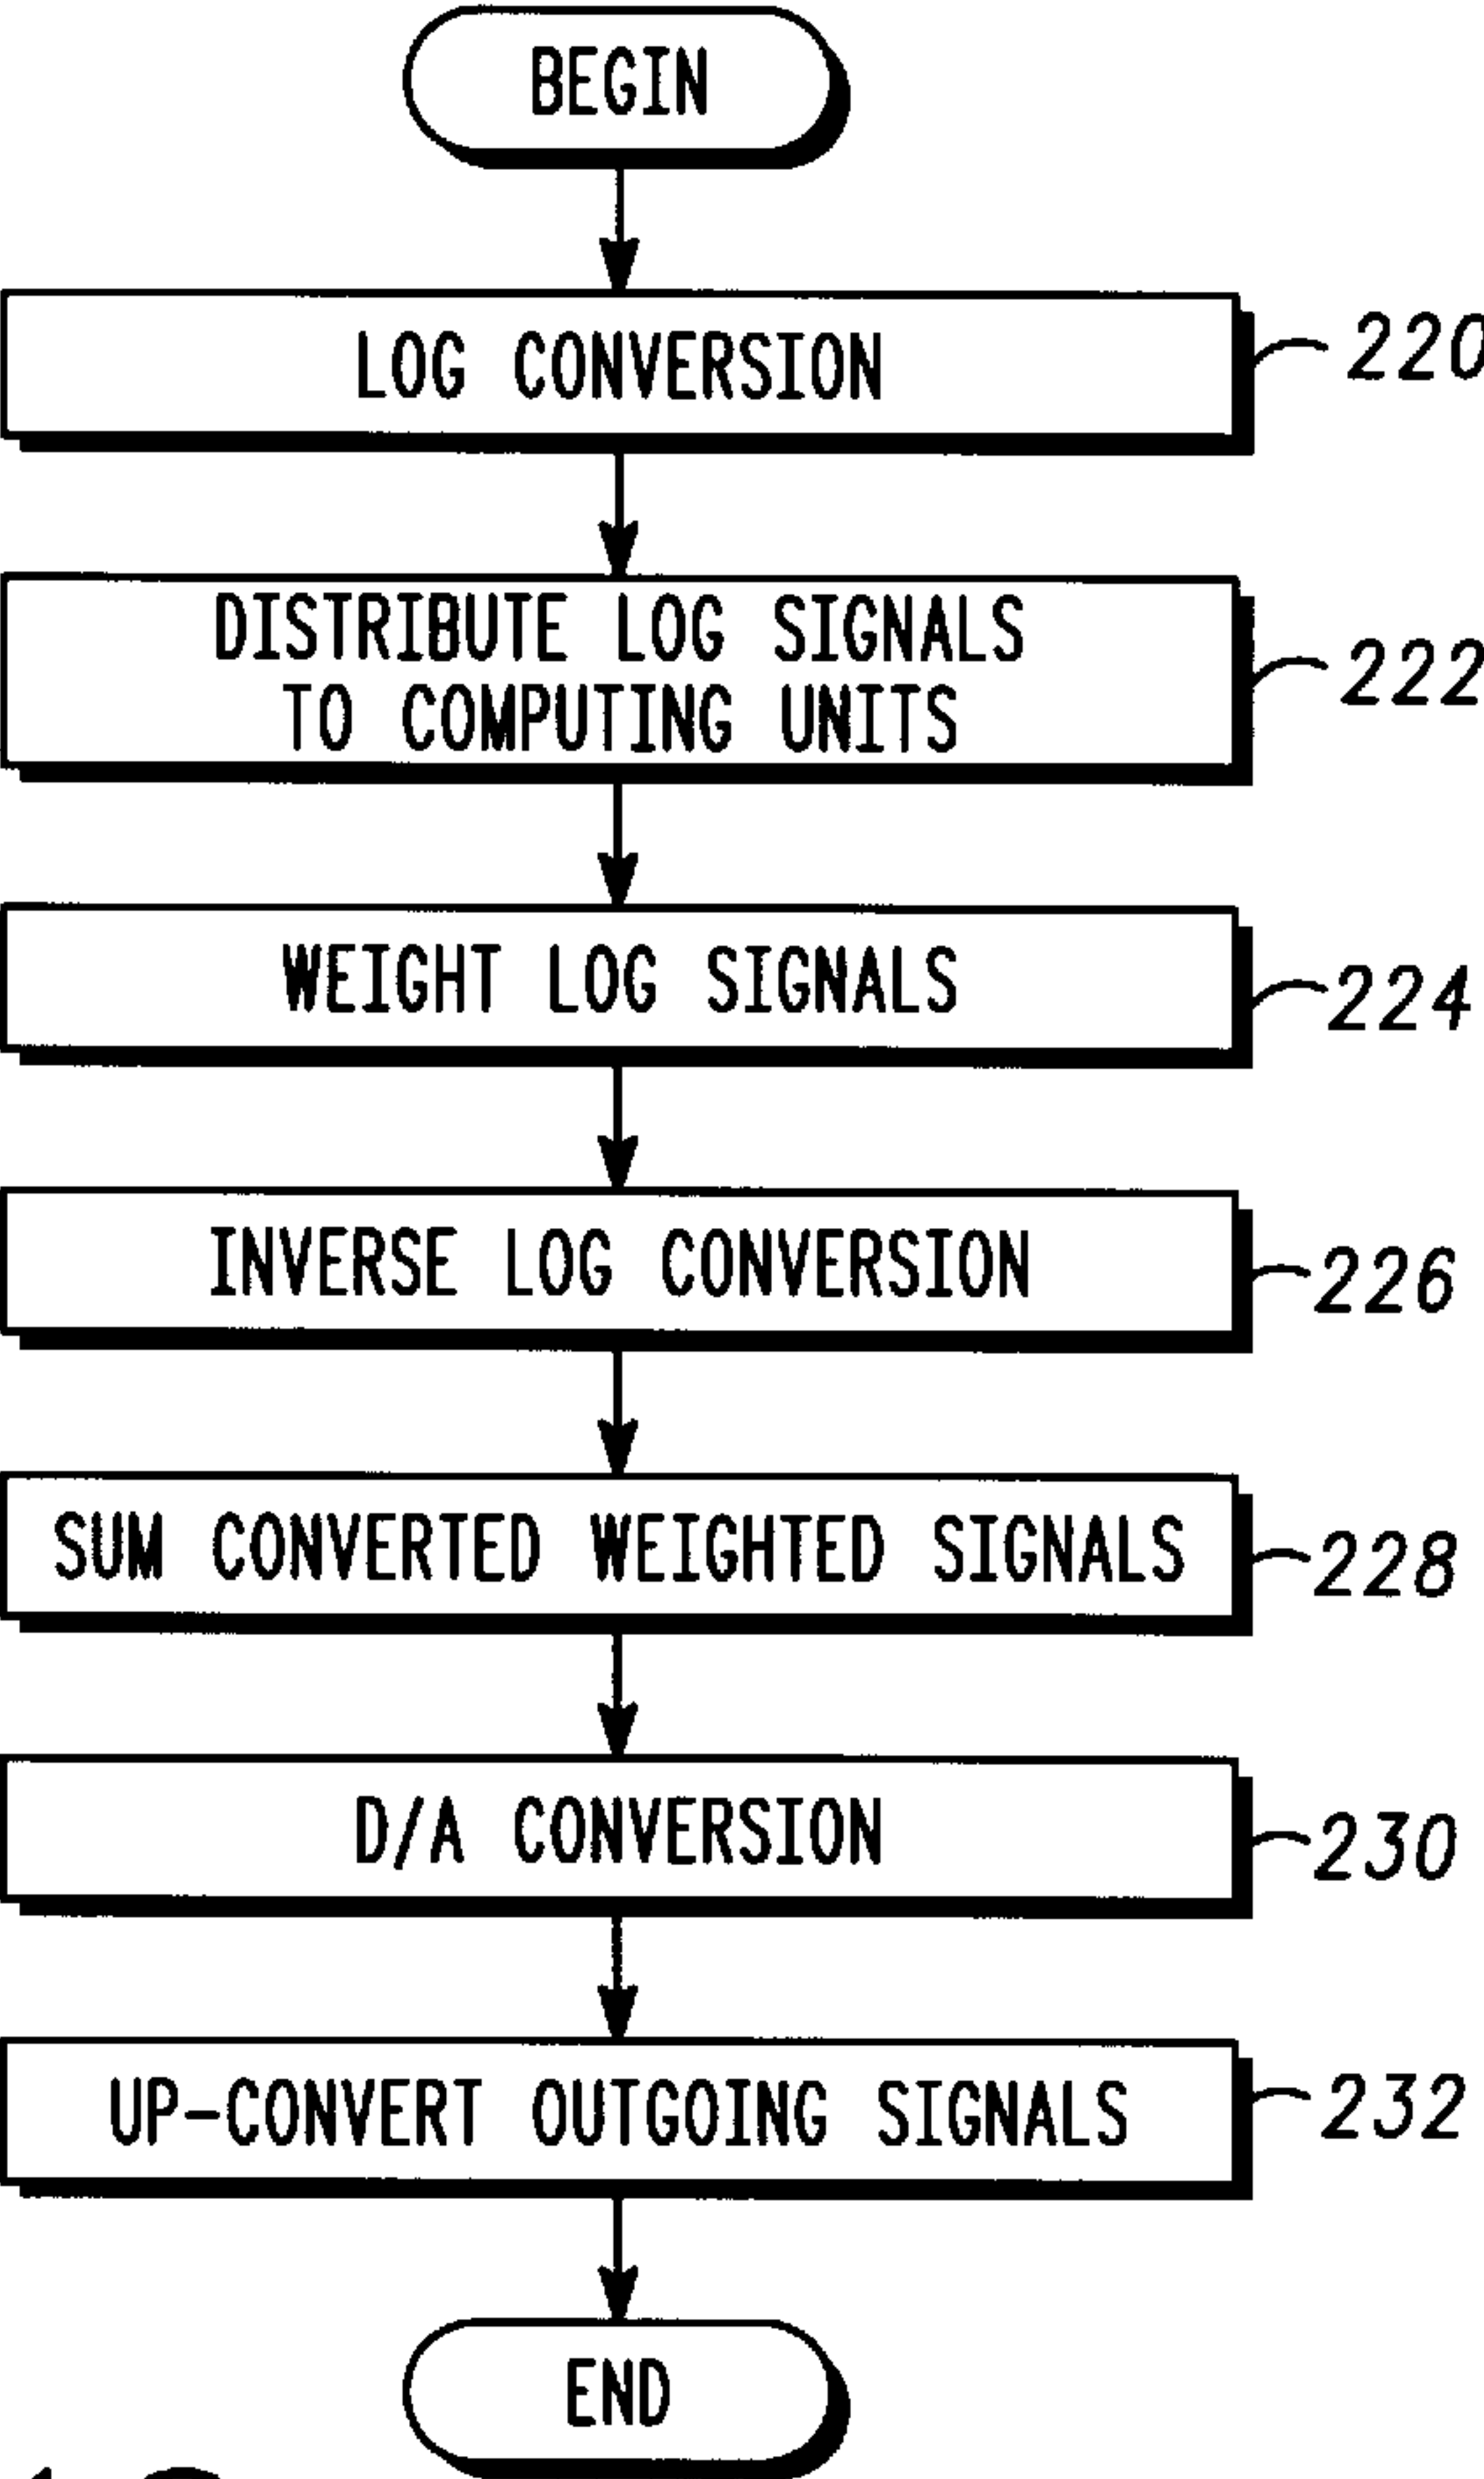 BEGIN
LOG CONVERSION
220
DISTRIBUTE LOG SIGNALS
TO COMPUTING UNITS
222
WEIGHT LOG SIGNALS
224
INVERSE LOG CONVERSION
226
SUM CONVERTED WEIGHTED SIGNALS
228
D/A CONVERSION
230
UP-CONVERT OUTGOING SIGNALS
232
END